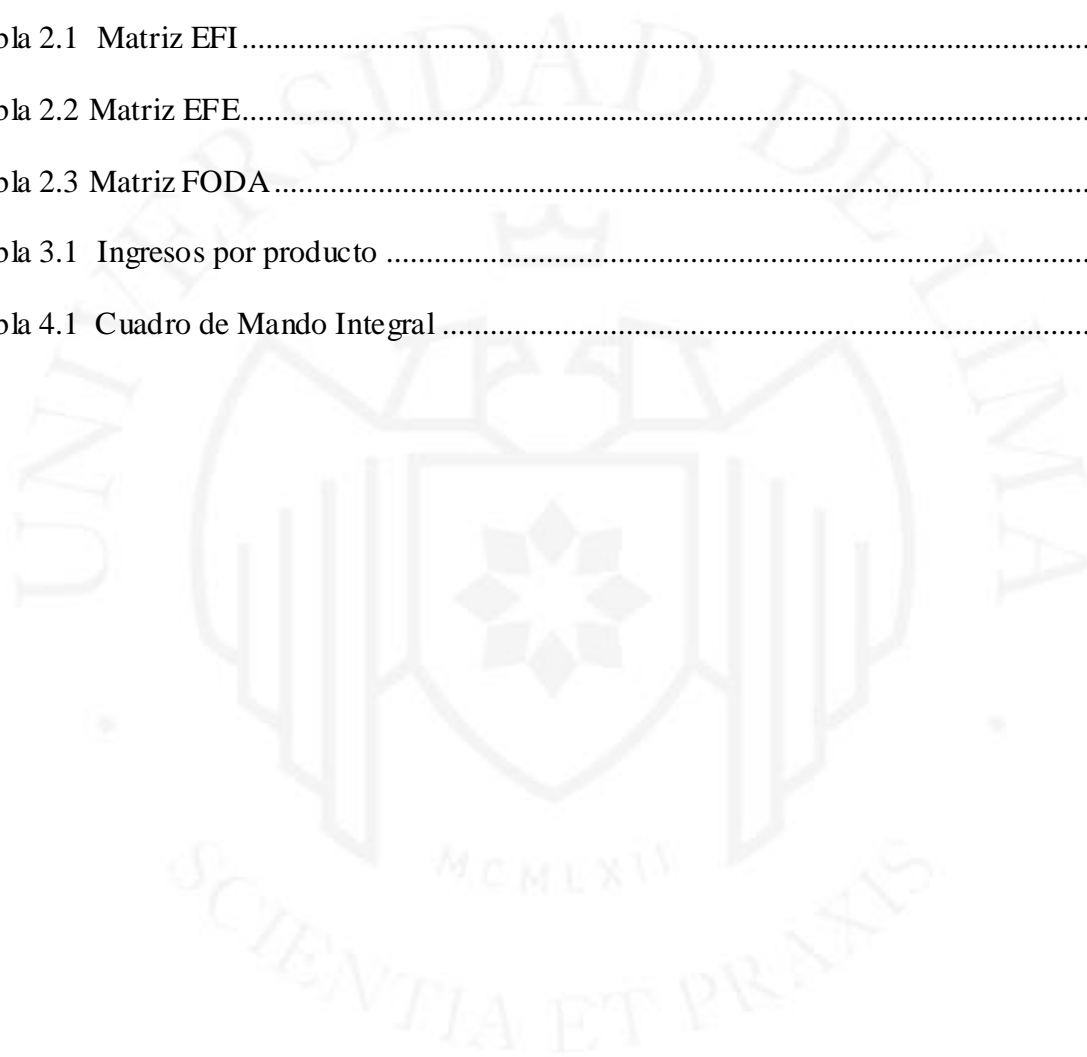 bla 2.1 Matriz EFI................................................................................................
bla 2.2 Matriz EFE................................................................................................
bla 2.3 Matriz FODA............................................................................................
bla 3.1 Ingresos por producto ................................................................................
bla 4.1 Cuadro de Mando Integral .........................................................................
UNIVERSIDAD DE LIMA
MCMLXII
SCIENTIA ET PRAXIS